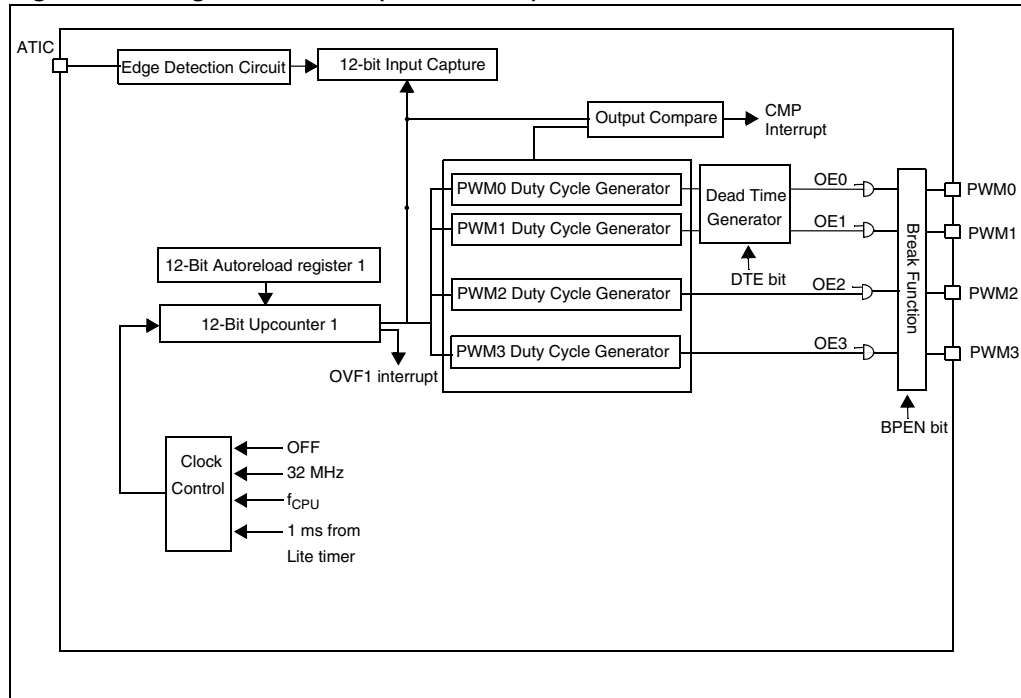 ATIC
Edge Detection Circuit
12-bit Input Capture
Output Compare
CMP
Interrupt
PWM0 Duty Cycle Generator
PWM1 Duty Cycle Generator
PWM2 Duty Cycle Generator
PWM3 Duty Cycle Generator
Dead Time
Generator
DTE bit
OE0
OE1
OE2
OE3
Break Function
BPEN bit
PWM0
PWM1
PWM2
PWM3
12-Bit Autoreload register 1
12-Bit Upcounter 1
OVF1 interrupt
Clock
Control
OFF
32 MHz
fCPU
1 ms from
Lite timer